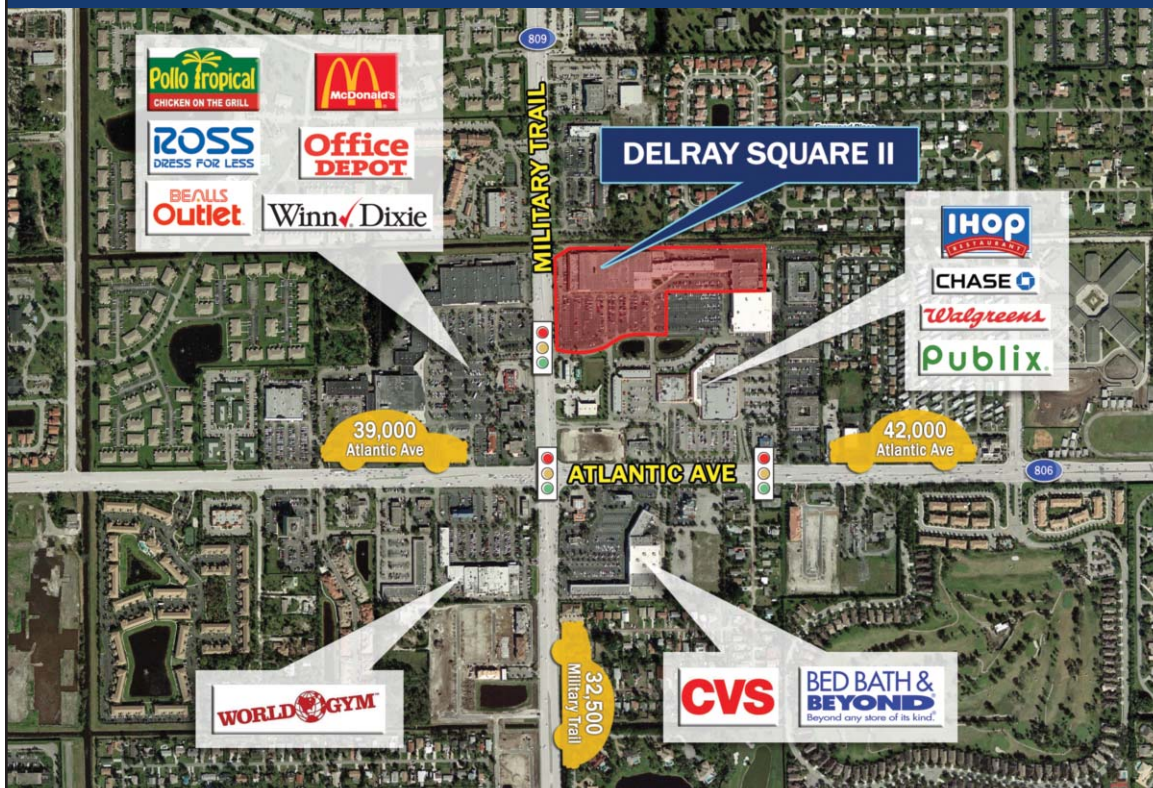 809
Pollo Tropical
CHICKEN ON THE GRILL
McDonald's
ROSS
DRESS FOR LESS
Office
DEPOT
BEALLS
Outlet
Winn Dixie
MILITARY TRAIL
DELRAY SQUARE II
IHOP
RESTAURANT
CHASE
Walgreens
Publix.
39,000
Atlantic Ave
42,000
Atlantic Ave
ATLANTIC AVE
806
WORLD GYM™
32,500
Military Trail
CVS
BED BATH &
BEYOND
Beyond any store of its kind.